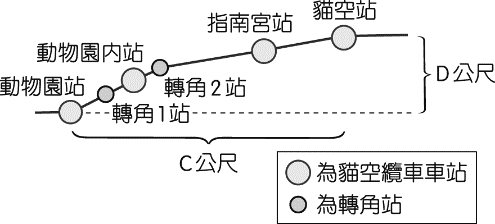 貓空站
指南宮站
動物園內站
動物園站
轉角2站
轉角1站
D公尺
C公尺
為貓空纜車車站
為轉角站